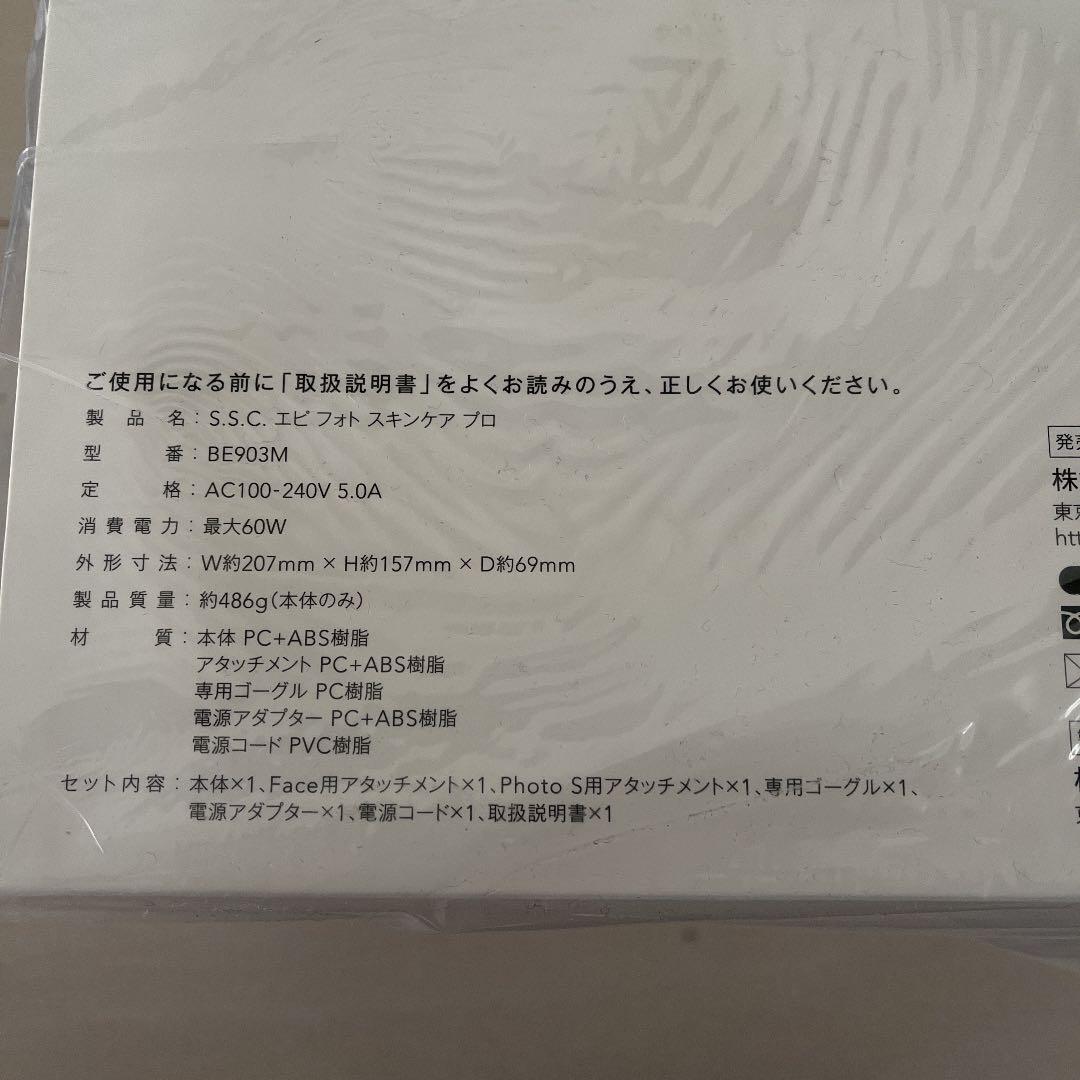 ご使用になる前に「取扱説明書」をよくお読みのうえ、正しくお使いください。
製品名：S.S.C. エピ フォト スキンケア プロ
型番：BE903M
定格：AC100-240V 5.0A
消費電力：最大60W
外形寸法：W約207mm × H約157mm × D約69mm
製品質量：約486g（本体のみ）
材質：本体 PC+ABS樹脂
アタッチメント PC+ABS樹脂
専用ゴーグル PC樹脂
電源アダプター PC+ABS樹脂
電源コード PVC樹脂
セット内容：本体×1、Face用アタッチメント×1、Photo S用アタッチメント×1、専用ゴーグル×1、
電源アダプター×1、電源コード×1、取扱説明書×1
発売
株
東京
htt